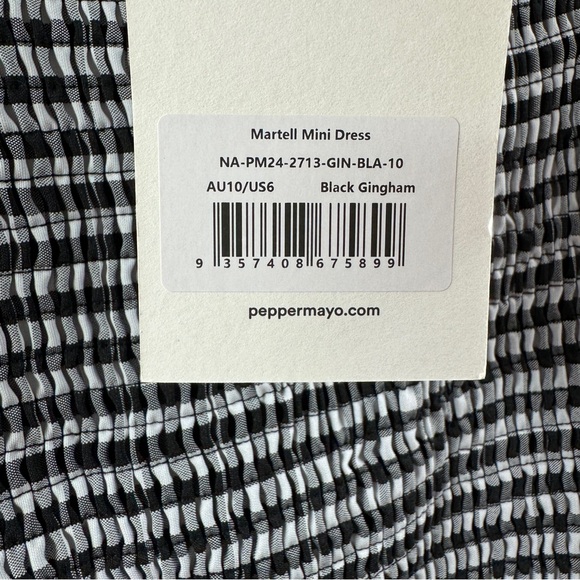 Martell Mini Dress
NA-PM24-2713-GIN-BLA-10
AU10/US6 Black Gingham
9 357408 675899
peppermayo.com